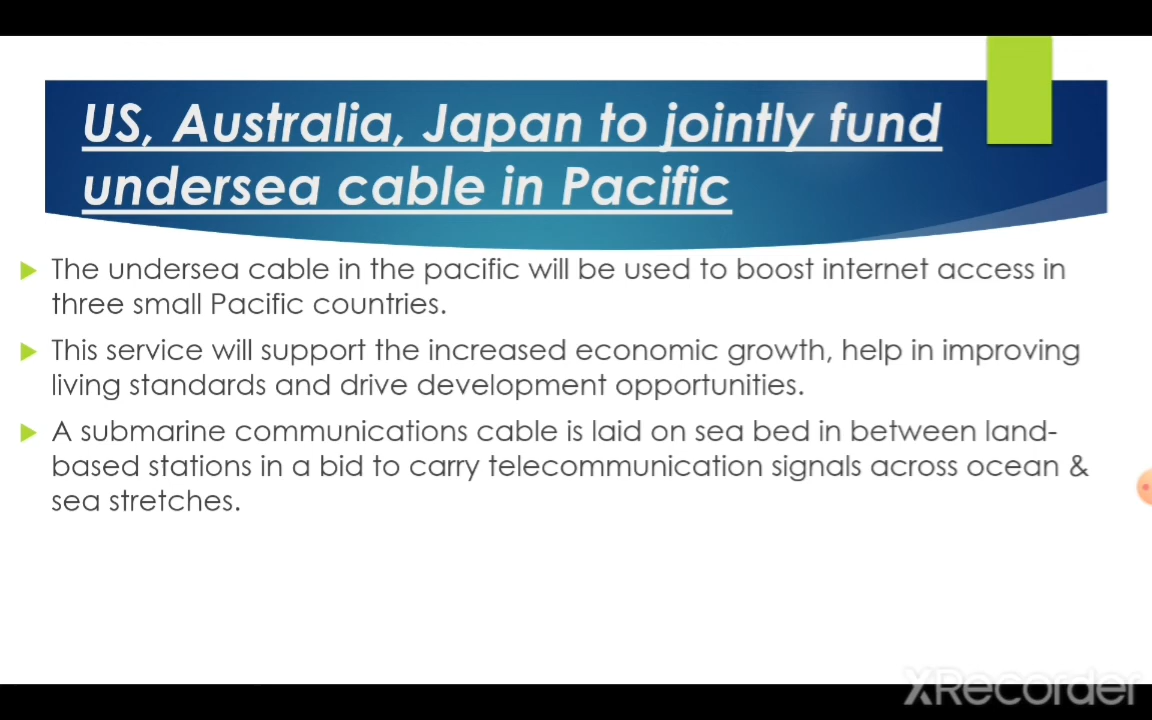 US, Australia, Japan to jointly fund
undersea cable in Pacific
The undersea cable in the pacific will be used to boost internet access in
three small Pacific countries.
This service will support the increased economic growth, help in improving
living standards and drive development opportunities.
A submarine communications cable is laid on sea bed in between land-
based stations in a bid to carry telecommunication signals across ocean &
sea stretches.
XRecorder